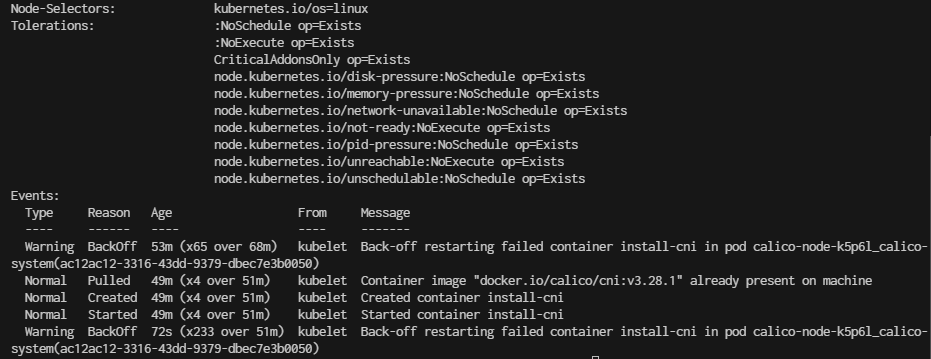 Node-Selectors:              kubernetes.io/os=linux
Tolerations:                 :NoSchedule op=Exists
                             :NoExecute op=Exists
                             CriticalAddonsOnly op=Exists
                             node.kubernetes.io/disk-pressure:NoSchedule op=Exists
                             node.kubernetes.io/memory-pressure:NoSchedule op=Exists
                             node.kubernetes.io/network-unavailable:NoSchedule op=Exists
                             node.kubernetes.io/not-ready:NoExecute op=Exists
                             node.kubernetes.io/pid-pressure:NoSchedule op=Exists
                             node.kubernetes.io/unreachable:NoExecute op=Exists
                             node.kubernetes.io/unschedulable:NoSchedule op=Exists
Events:
  Type     Reason   Age                  From     Message
  ----     ------   ----                 ----     -------
  Warning  BackOff  53m (x65 over 68m)   kubelet  Back-off restarting failed container install-cni in pod calico-node-k5p6l_calico-
system(ac12ac12-3316-43dd-9379-dbec7e3b0050)
  Normal   Pulled   49m (x4 over 51m)    kubelet  Container image "docker.io/calico/cni:v3.28.1" already present on machine
  Normal   Created  49m (x4 over 51m)    kubelet  Created container install-cni
  Normal   Started  49m (x4 over 51m)    kubelet  Started container install-cni
  Warning  BackOff  72s (x233 over 51m)  kubelet  Back-off restarting failed container install-cni in pod calico-node-k5p6l_calico-
system(ac12ac12-3316-43dd-9379-dbec7e3b0050)